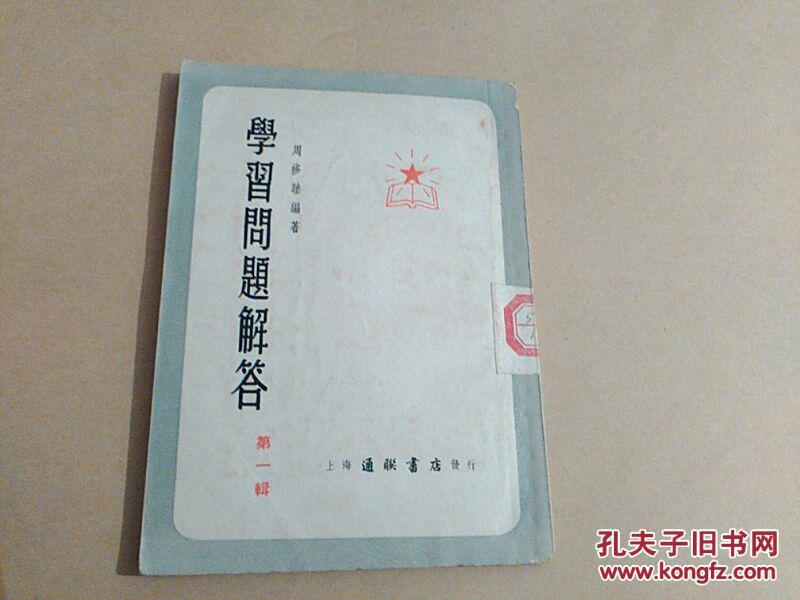 學習問題解答
第一輯
周修睦編著
上海通聯書店發行
孔夫子旧书网
www.kongfz.com